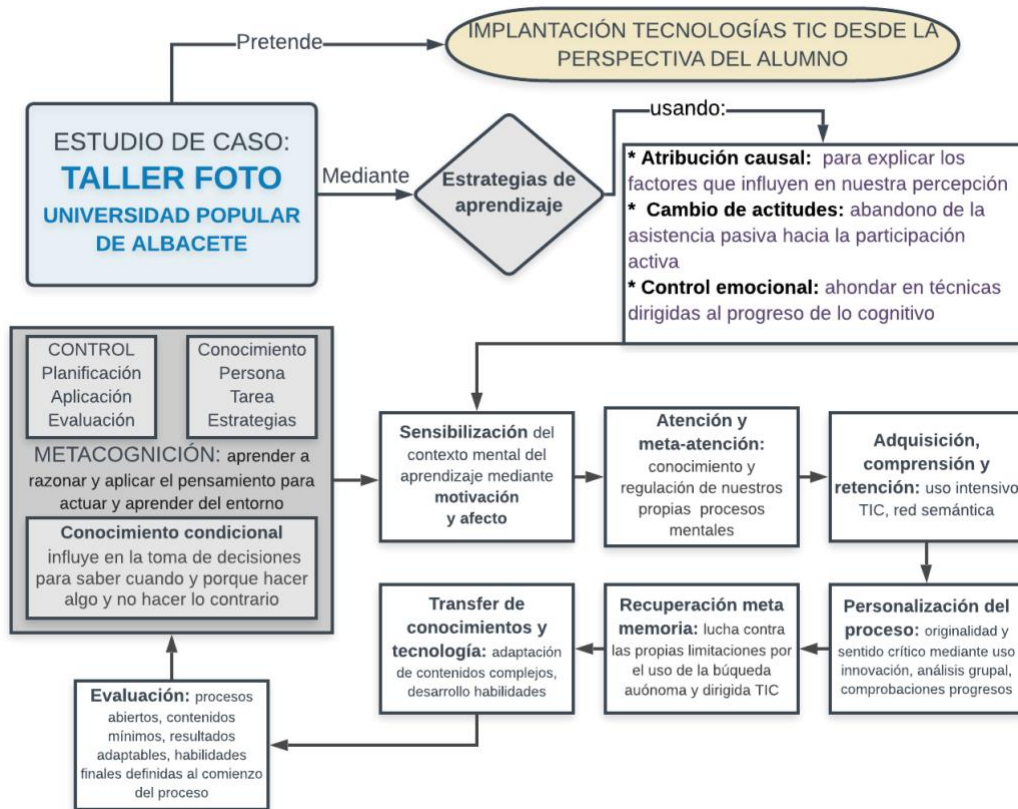 Pretende
IMPLANTACIÓN TECNOLOGÍAS TIC DESDE LA
PERSPECTIVA DEL ALUMNO
ESTUDIO DE CASO:
TALLER FOTO
UNIVERSIDAD POPULAR
DE ALBACETE
Mediante
Estrategias de
aprendizaje
usando:
* Atribución causal: para explicar los
factores que influyen en nuestra percepción
* Cambio de actitudes: abandono de la
asistencia pasiva hacia la participación
activa
* Control emocional: ahondar en técnicas
dirigidas al progreso de lo cognitivo
CONTROL
Planificación
Aplicación
Evaluación
Conocimiento
Persona
Tarea
Estrategias
METACOGNICIÓN: aprender a
razonar y aplicar el pensamiento para
actuar y aprender del entorno
Conocimiento condicional
influye en la toma de decisiones
para saber cuando y porque hacer
algo y no hacer lo contrario
Sensibilización del
contexto mental del
aprendizaje mediante
motivación
y afecto
Atención y
meta-atención:
conocimiento y
regulación de nuestros
propias procesos
mentales
Adquisición,
comprensión y
retención: uso intensivo
TIC, red semántica
Personalización del
proceso: originalidad y
sentido crítico mediante uso
innovación, análisis grupal,
comprobaciones progresos
Recuperación meta
memoria: lucha contra
las propias limitaciones por
el uso de la búqueda
auónoma y dirigida TIC
Transfer de
conocimientos y
tecnología: adaptación
de contenidos complejos,
desarrollo habilidades
Evaluación: procesos
abiertos, contenidos
mínimos, resultados
adaptables, habilidades
finales definidas al comienzo
del proceso